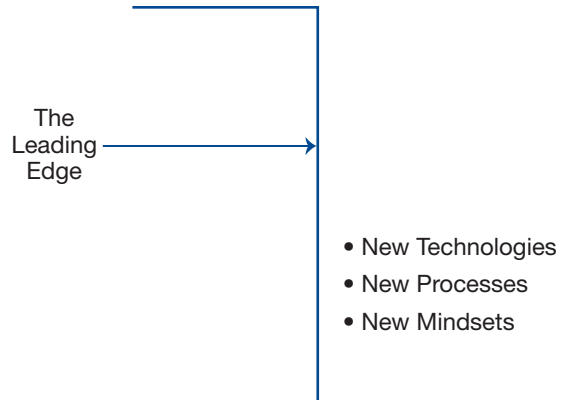 The
Leading
Edge
• New Technologies
• New Processes
• New Mindsets